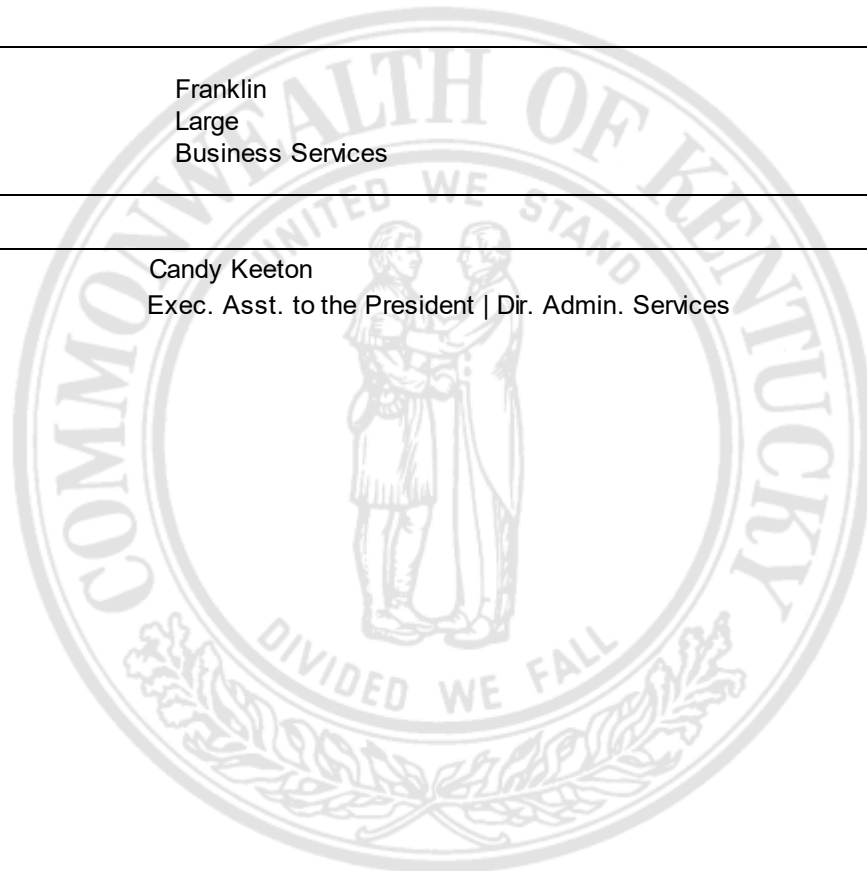 COMMONWEALTH OF KENTUCKY
UNITED WE STAND
Franklin
Large
Business Services
Candy Keeton
Exec. Asst. to the President | Dir. Admin. Services
DIVIDED WE FALL